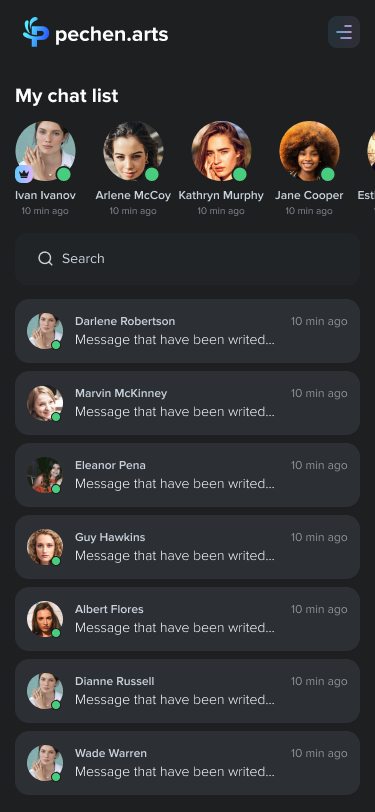 pechen.arts
My chat list
Ivan Ivanov
10 min ago
Arlene McCoy
10 min ago
Kathryn Murphy
10 min ago
Jane Cooper
10 min ago
Est
10
Search
Darlene Robertson
10 min ago
Message that have been writed...
Marvin McKinney
10 min ago
Message that have been writed...
Eleanor Pena
10 min ago
Message that have been writed...
Guy Hawkins
10 min ago
Message that have been writed...
Albert Flores
10 min ago
Message that have been writed...
Dianne Russell
10 min ago
Message that have been writed...
Wade Warren
10 min ago
Message that have been writed...